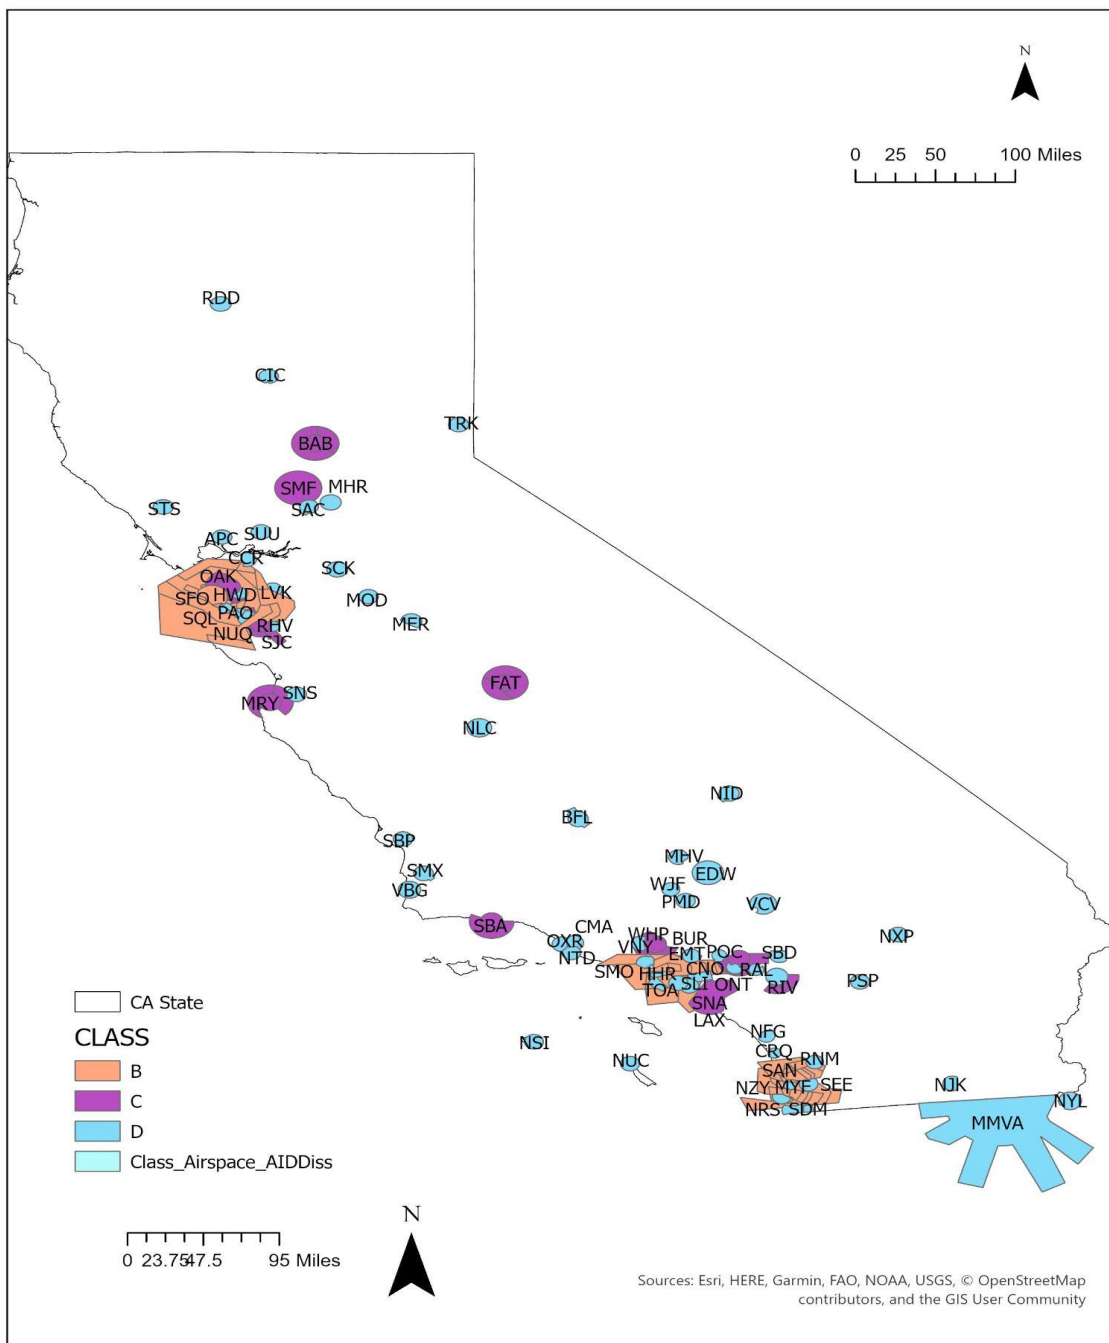 N
0 25 50 100 Miles
RDD
CIC
TRK
BAB
SMF
MHR
SAC
STS
APC
SUU
CCR
SCK
OAK
SFO
HWD
LVK
MOD
PAO
SQL
MER
NUQ
RHV
SJC
FAT
MRY
SNS
NLC
NID
BFL
SBP
MHV
SMX
EDW
VBG
WJF
PMD
VCV
SBA
CMA
WHP
BUR
OXR
VNY
NTD
EMT
POC
SBD
NXP
SMO
HHR
CNO
RAL
TOA
SLI
ONT
RIV
PSP
SNA
LAX
NSI
NFG
NUC
CRQ
RNM
SAN
NZY
MYF
SEE
NJK
NRS
SDM
NYL
MMVA
CA State
CLASS
B
C
D
Class_Airspace_AIDDiss
N
0 23.7547.5 95 Miles
Sources: Esri, HERE, Garmin, FAO, NOAA, USGS, © OpenStreetMap
contributors, and the GIS User Community